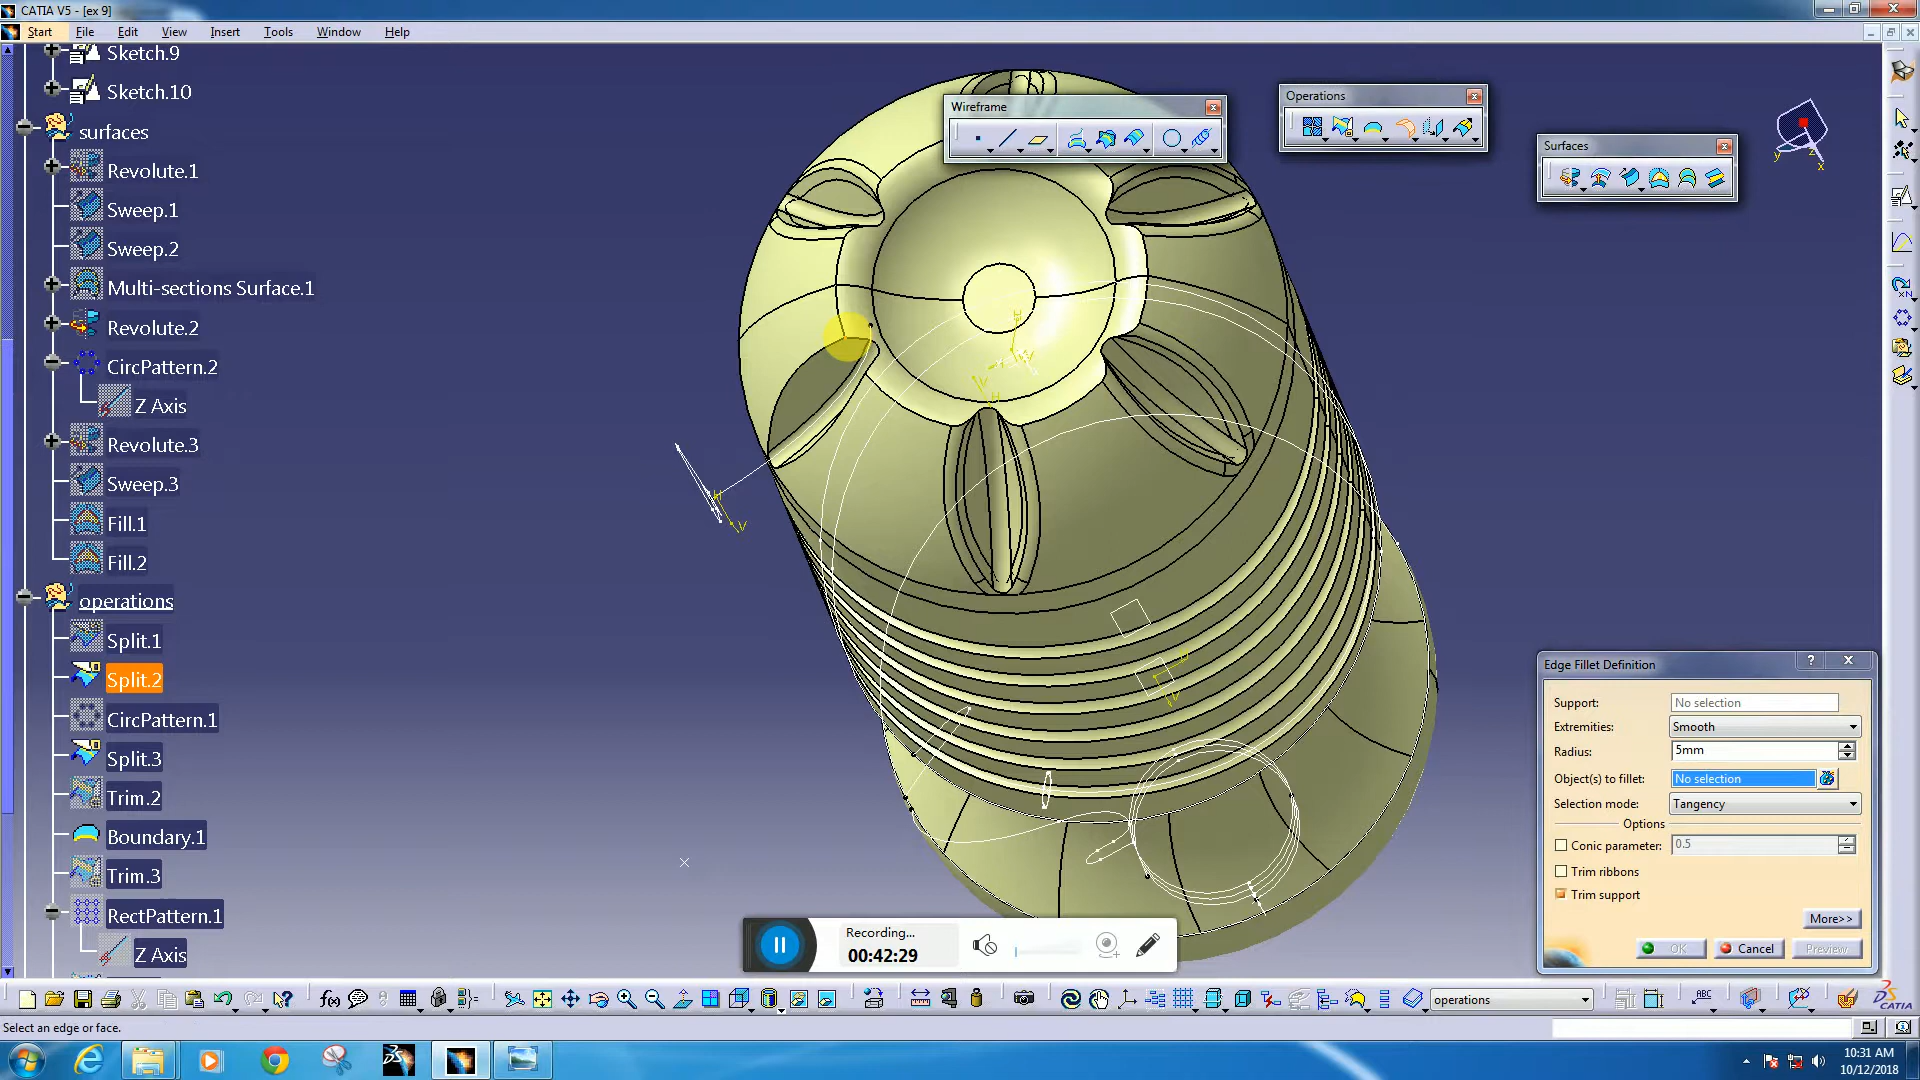 CATIA V5 - [ex 9]
Start File Edit View Insert Tools Window Help
Sketch.9
Sketch.10
surfaces
Revolute.1
Sweep.1
Sweep.2
Multi-sections Surface.1
Revolute.2
CircPattern.2
Z Axis
Revolute.3
Sweep.3
Fill.1
Fill.2
operations
Split.1
Split.2
CircPattern.1
Split.3
Trim.2
Boundary.1
Trim.3
RectPattern.1
Z Axis
Wireframe
Operations
Surfaces
y z x
H
V
H
V
V
H
V
Edge Fillet Definition
Support: No selection
Extremities: Smooth
Radius: 5mm
Object(s) to fillet: No selection
Selection mode: Tangency
Options
Conic parameter: 0.5
Trim ribbons
Trim support
More>>
OK Cancel Preview
Recording...
00:42:29
f(x)
operations
ABC
CATIA
Select an edge or face.
10:31 AM
10/12/2018